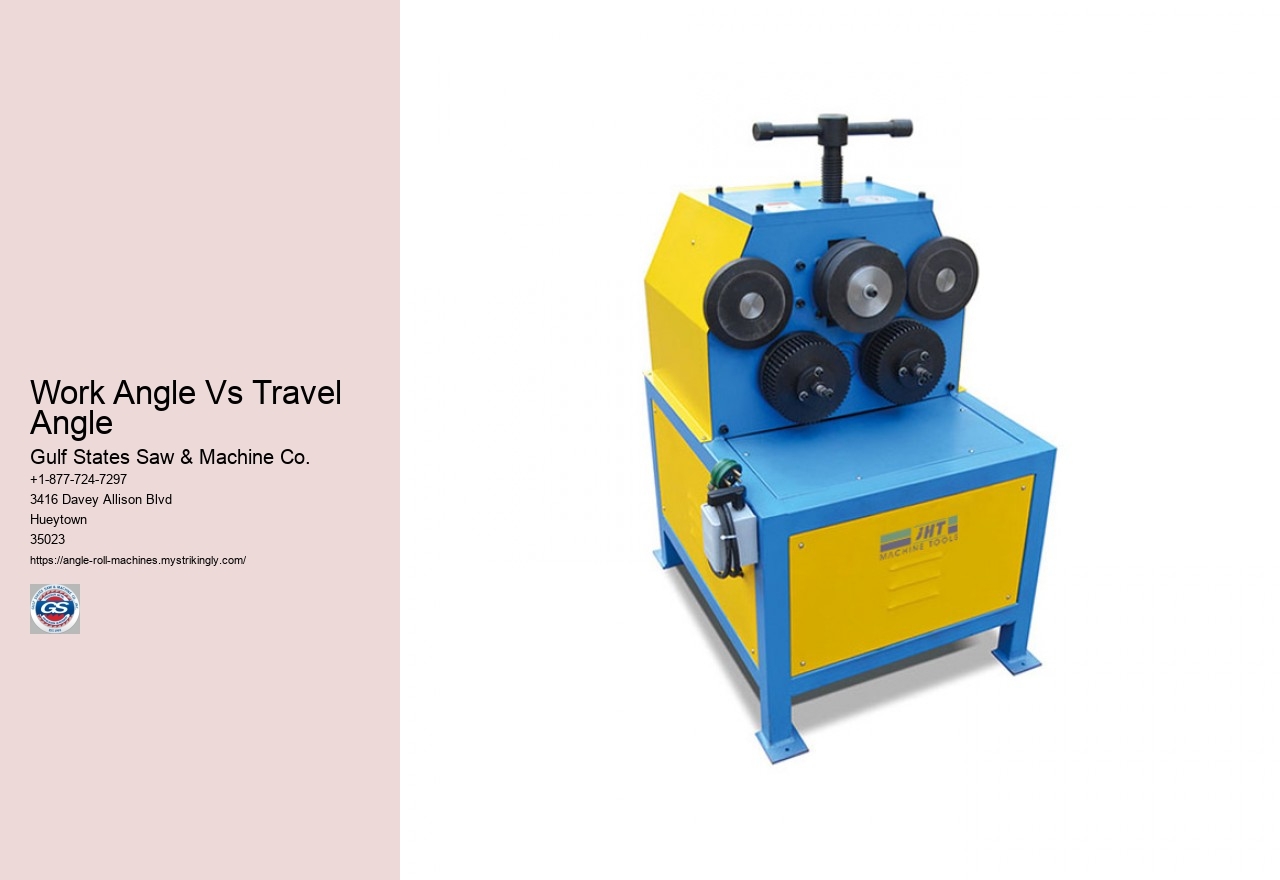 Work Angle Vs Travel
Angle
Gulf States Saw & Machine Co.
+1-877-724-7297
3416 Davey Allison Blvd
Hueytown
35023
https://angle-roll-machines.mystrikingly.com/
GS
JHT
MACHINE TOOLS